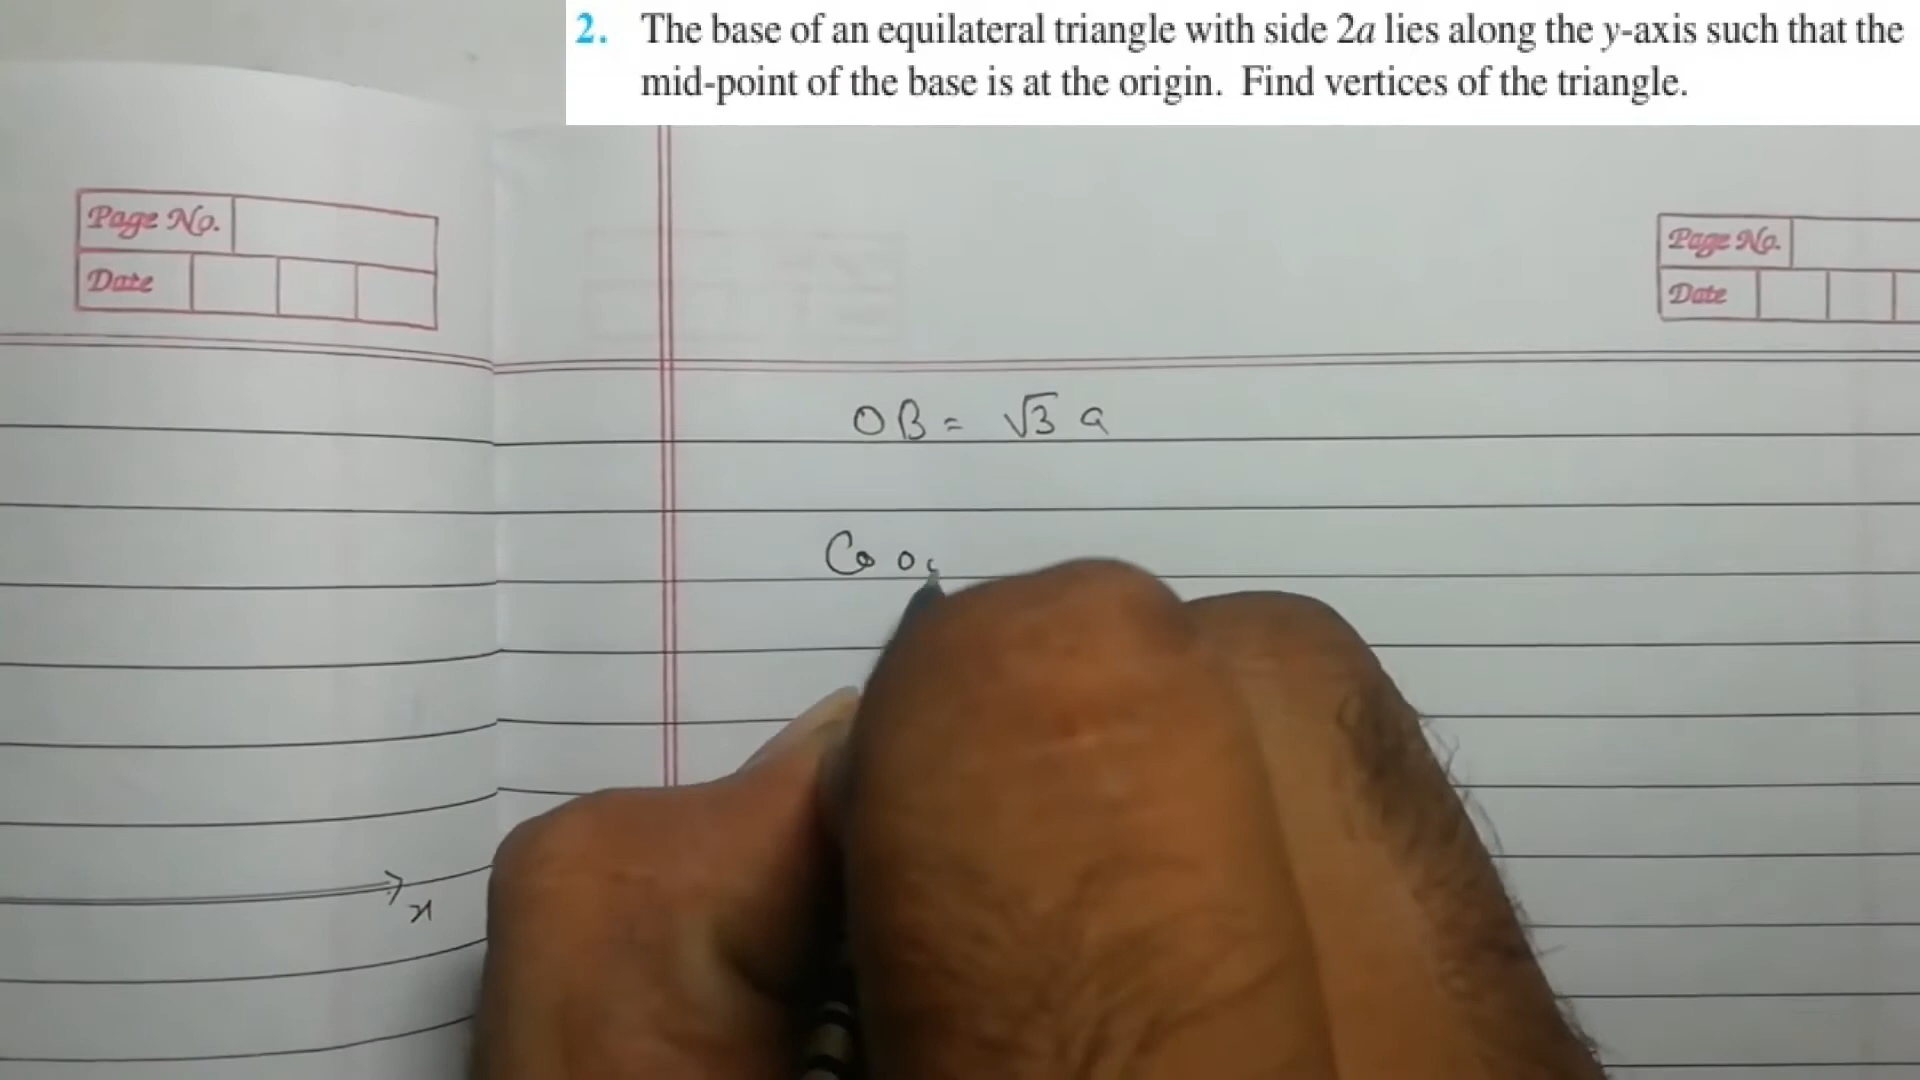 2. The base of an equilateral triangle with side 2a lies along the y-axis such that the
mid-point of the base is at the origin. Find vertices of the triangle.
Page No.
Date
Page No.
Date
OB = √3 a
Coo
x